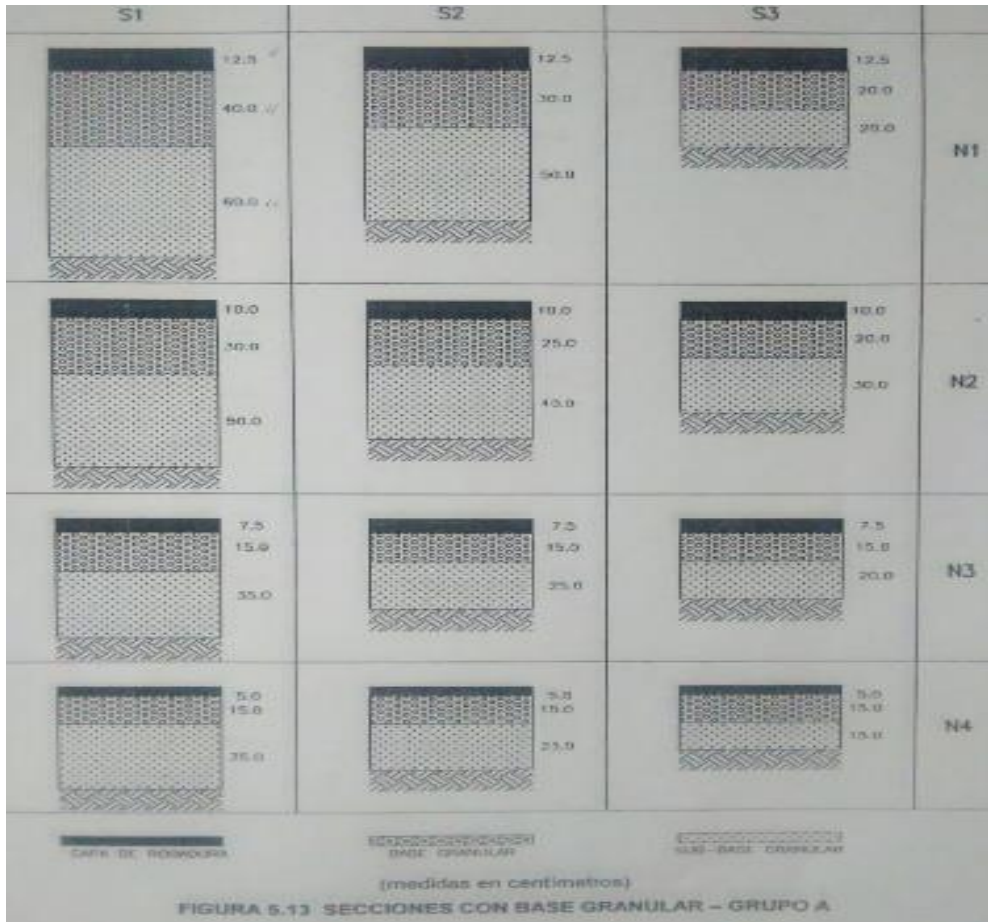 S1 S2 S3
12.5 12.5 12.5
40.0 30.0 20.0
60.0 50.0 20.0
N1
10.0 10.0 10.0
30.0 25.0 20.0
50.0 40.0 30.0
N2
7.5 7.5 7.5
15.0 15.0 15.0
35.0 25.0 20.0
N3
5.0 5.0 5.0
15.0 15.0 15.0
35.0 25.0 15.0
N4
CAPA DE RODADURA BASE GRANULAR SUB-BASE GRANULAR
(medidas en centimetros)
FIGURA 5.13 SECCIONES CON BASE GRANULAR – GRUPO A